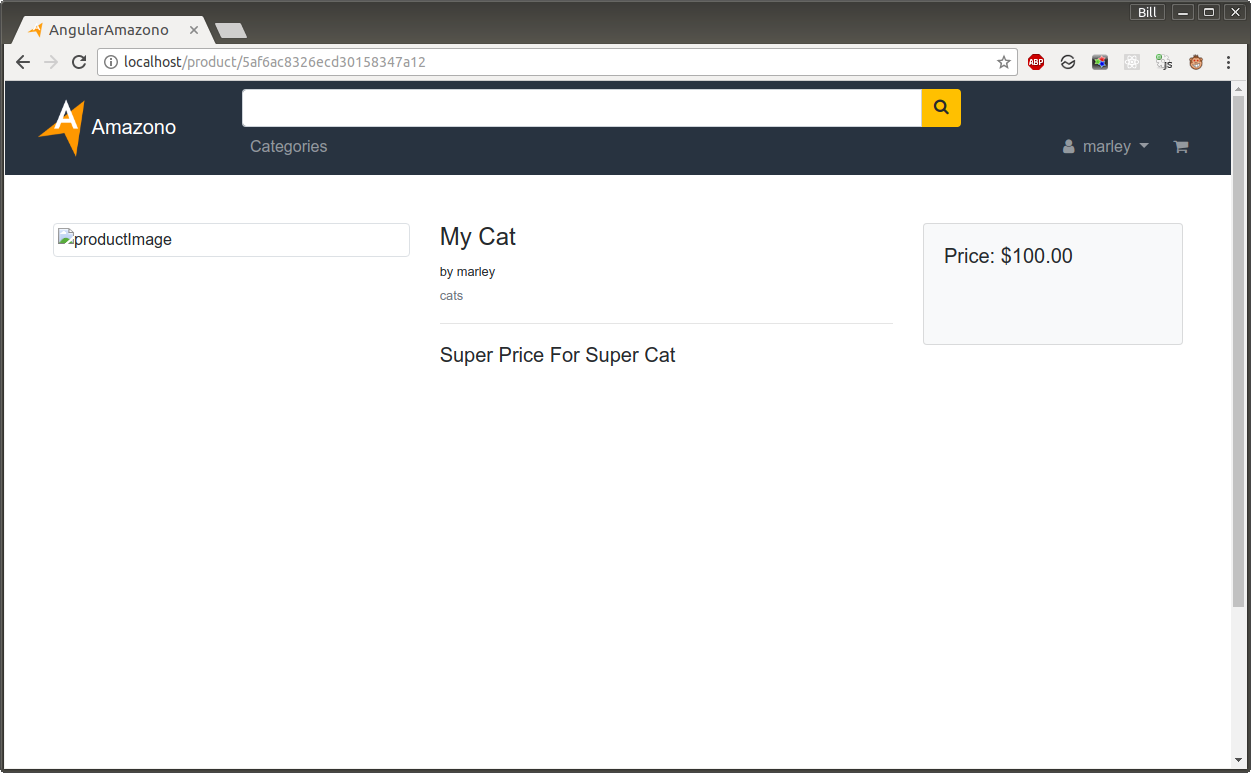 Bill
AngularAmazono
localhost/product/5af6ac8326ecd30158347a12
ABP
js
A
Amazono
Categories
marley
productImage
My Cat
by marley
cats
Super Price For Super Cat
Price: $100.00